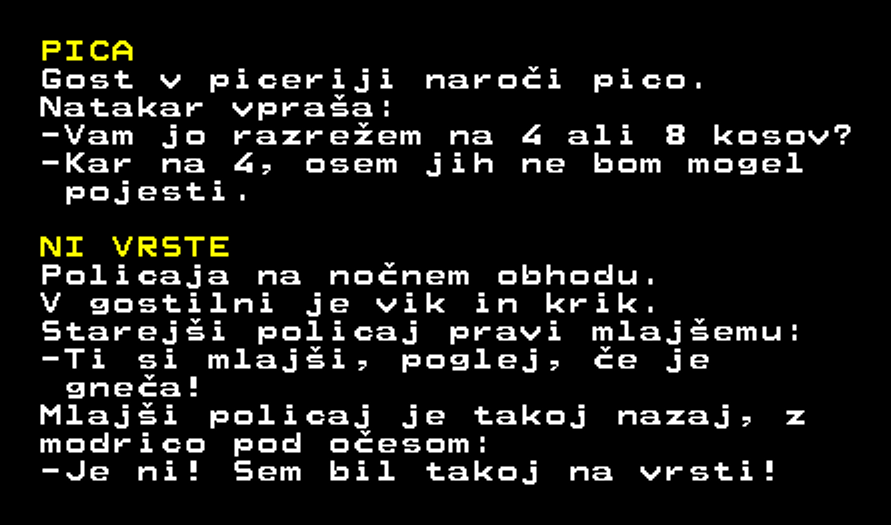 PICA
Gost v piceriji naroči pico.
Natakar vpraša:
-Vam jo razrežem na 4 ali 8 kosov?
-Kar na 4, osem jih ne bom mogel
pojesti.
NI VRSTE
Policaja na nočnem obhodu.
V gostilni je vik in krik.
Starejši policaj pravi mlajšemu:
-Ti si mlajši, poglej, če je
gneča!
Mlajši policaj je takoj nazaj, z
modrico pod očesom:
-Je ni! Sem bil takoj na vrsti!